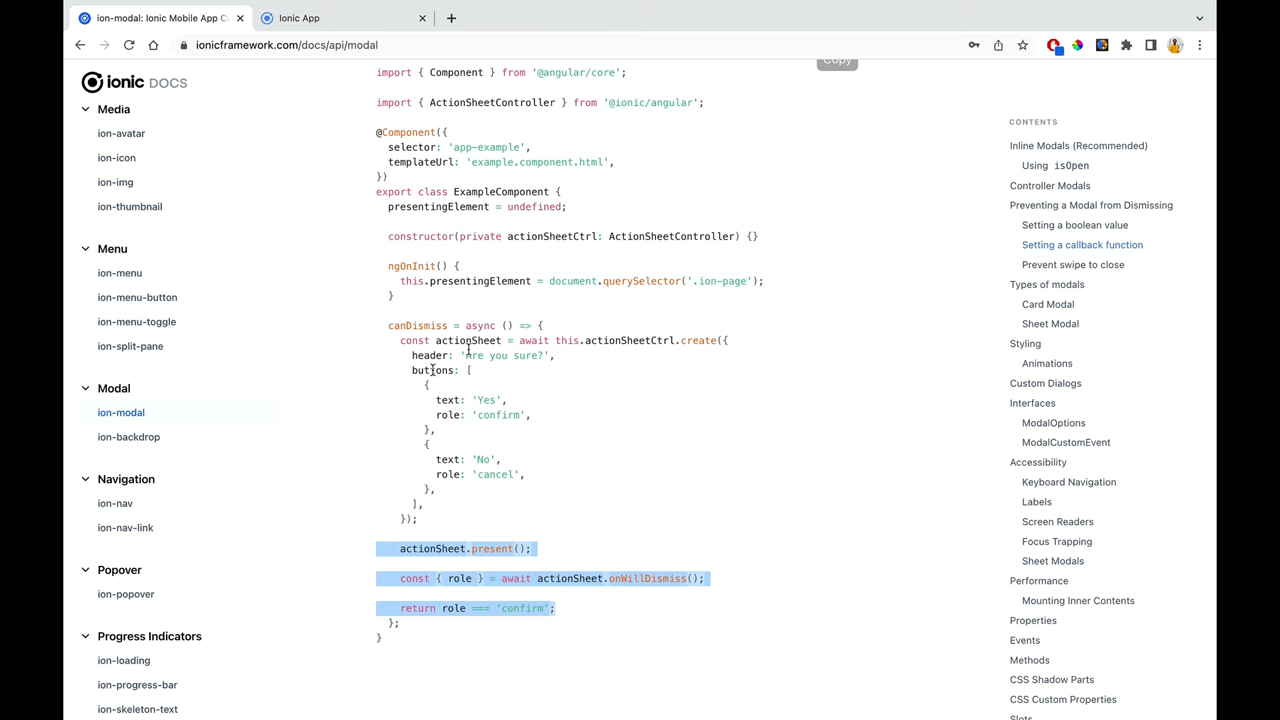 ion-modal: Ionic Mobile App C
Ionic App
ionicframework.com/docs/api/modal
ionic DOCS
Media
ion-avatar
ion-icon
ion-img
ion-thumbnail
Menu
ion-menu
ion-menu-button
ion-menu-toggle
ion-split-pane
Modal
ion-modal
ion-backdrop
Navigation
ion-nav
ion-nav-link
Popover
ion-popover
Progress Indicators
ion-loading
ion-progress-bar
ion-skeleton-text
Copy
import { Component } from '@angular/core';
import { ActionSheetController } from '@ionic/angular';
@Component({
selector: 'app-example',
templateUrl: 'example.component.html',
})
export class ExampleComponent {
presentingElement = undefined;
constructor(private actionSheetCtrl: ActionSheetController) {}
ngOnInit() {
this.presentingElement = document.querySelector('.ion-page');
}
canDismiss = async () => {
const actionSheet = await this.actionSheetCtrl.create({
header: 'Are you sure?',
buttons: [
{
text: 'Yes',
role: 'confirm',
},
{
text: 'No',
role: 'cancel',
},
],
});
actionSheet.present();
const { role } = await actionSheet.onWillDismiss();
return role === 'confirm';
};
}
CONTENTS
Inline Modals (Recommended)
Using isOpen
Controller Modals
Preventing a Modal from Dismissing
Setting a boolean value
Setting a callback function
Prevent swipe to close
Types of modals
Card Modal
Sheet Modal
Styling
Animations
Custom Dialogs
Interfaces
ModalOptions
ModalCustomEvent
Accessibility
Keyboard Navigation
Labels
Screen Readers
Focus Trapping
Sheet Modals
Performance
Mounting Inner Contents
Properties
Events
Methods
CSS Shadow Parts
CSS Custom Properties
Slots